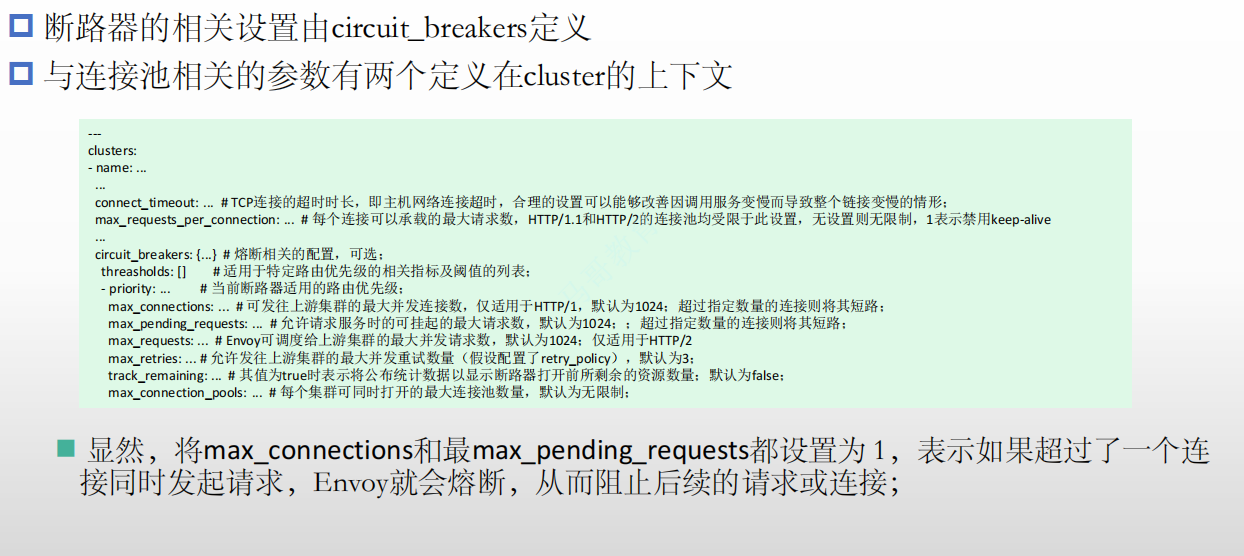 断路器的相关设置由circuit_breakers定义
与连接池相关的参数有两个定义在cluster的上下文
---
clusters:
- name: ...
...
connect_timeout: ... # TCP连接的超时时长，即主机网络连接超时，合理的设置可以能够改善因调用服务变慢而导致整个链接变慢的情形；
max_requests_per_connection: ... # 每个连接可以承载的最大请求数，HTTP/1.1和HTTP/2的连接池均受限于此设置，无设置则无限制，1表示禁用keep-alive
...
circuit_breakers: {...} # 熔断相关的配置，可选；
threasholds: [] # 适用于特定路由优先级的相关指标及阈值的列表；
- priority: ... # 当前断路器适用的路由优先级；
max_connections: ... # 可发往上游集群的最大并发连接数，仅适用于HTTP/1，默认为1024；超过指定数量的连接则将其短路；
max_pending_requests: ... # 允许请求服务时的可挂起的最大请求数，默认为1024；；超过指定数量的连接则将其短路；
max_requests: ... # Envoy可调度给上游集群的最大并发请求数，默认为1024；仅适用于HTTP/2
max_retries: ... # 允许发往上游集群的最大并发重试数量（假设配置了retry_policy），默认为3；
track_remaining: ... # 其值为true时表示将公布统计数据以显示断路器打开前所剩余的资源数量；默认为false；
max_connection_pools: ... # 每个集群可同时打开的最大连接池数量，默认为无限制；
显然，将max_connections和最max_pending_requests都设置为 1，表示如果超过了一个连
接同时发起请求，Envoy就会熔断，从而阻止后续的请求或连接；